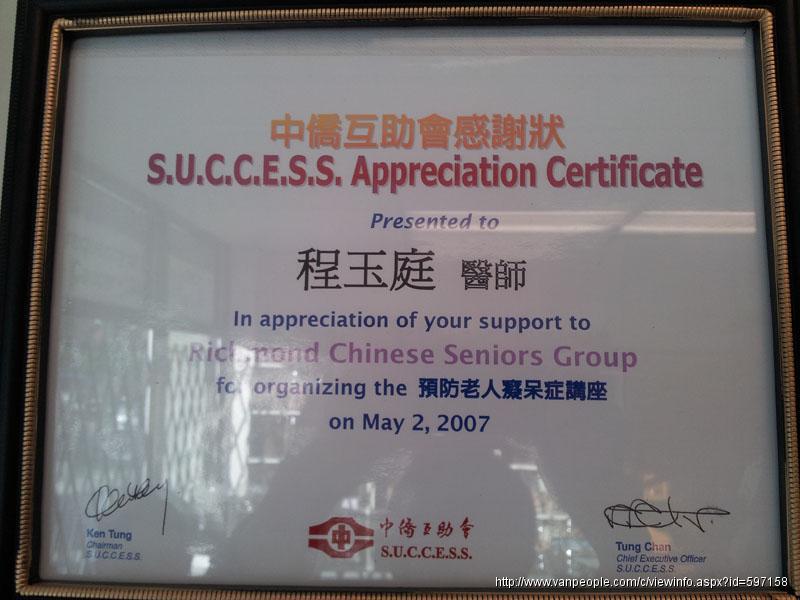 中僑互助會感謝狀
S.U.C.C.E.S.S. Appreciation Certificate
Presented to
程玉庭 醫師
In appreciation of your support to
Richmond Chinese Seniors Group
for organizing the 預防老人癡呆症講座
on May 2, 2007
Ken Tung
Chairman
S.U.C.C.E.S.S.
中僑互助會
S.U.C.C.E.S.S.
Tung Chan
Chief Executive Officer
S.U.C.C.E.S.S.
http://www.vanpeople.com/c/viewinfo.aspx?id=597158